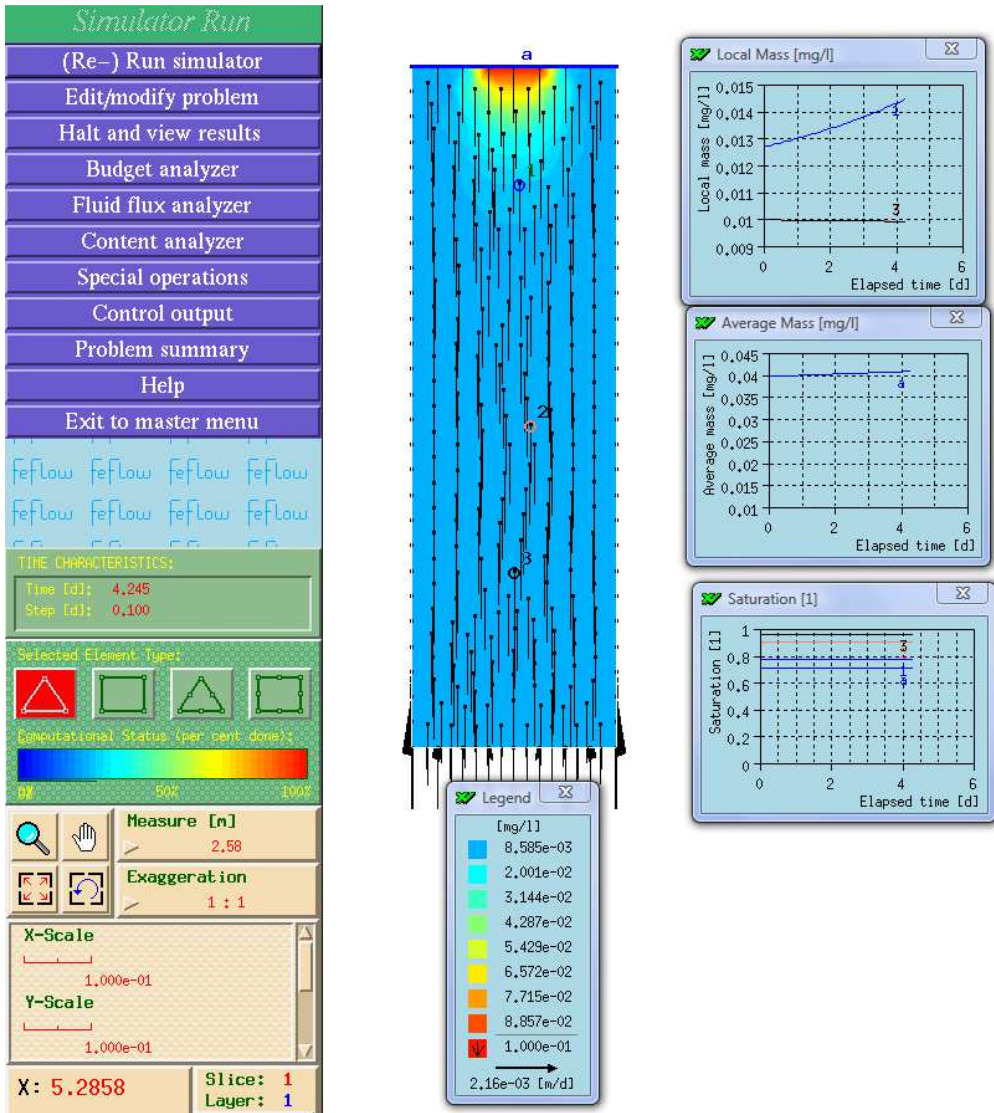 Simulator Run
(Re-) Run simulator
Edit/modify problem
Halt and view results
Budget analyzer
Fluid flux analyzer
Content analyzer
Special operations
Control output
Problem summary
Help
Exit to master menu
feflow feflow feflow feflow
feflow feflow feflow feflow
TIME CHARACTERISTICS:
Time [d]: 4.245
Step [d]: 0.100
Selected Element Type:
Computational Status (per cent done):
0% 50% 100%
Measure [m]
2.58
Exaggeration
1 : 1
X-Scale
1.000e-01
Y-Scale
1.000e-01
X: 5.2858
Slice: 1
Layer: 1
a
1
2
3
Legend
[mg/l]
8.585e-03
2.001e-02
3.144e-02
4.287e-02
5.429e-02
6.572e-02
7.715e-02
8.857e-02
1.000e-01
2.16e-03 [m/d]
Local Mass [mg/l]
Local mass [mg/l]
0.015
0.014
0.013
0.012
0.011
0.01
0.009
1
3
0 2 4 6
Elapsed time [d]
Average Mass [mg/l]
Average mass [mg/l]
0.045
0.04
0.035
0.03
0.025
0.02
0.015
0.01
a
0 2 4 6
Elapsed time [d]
Saturation [1]
Saturation [1]
1
0.8
0.6
0.4
0.2
0
3
a
0 2 4 6
Elapsed time [d]